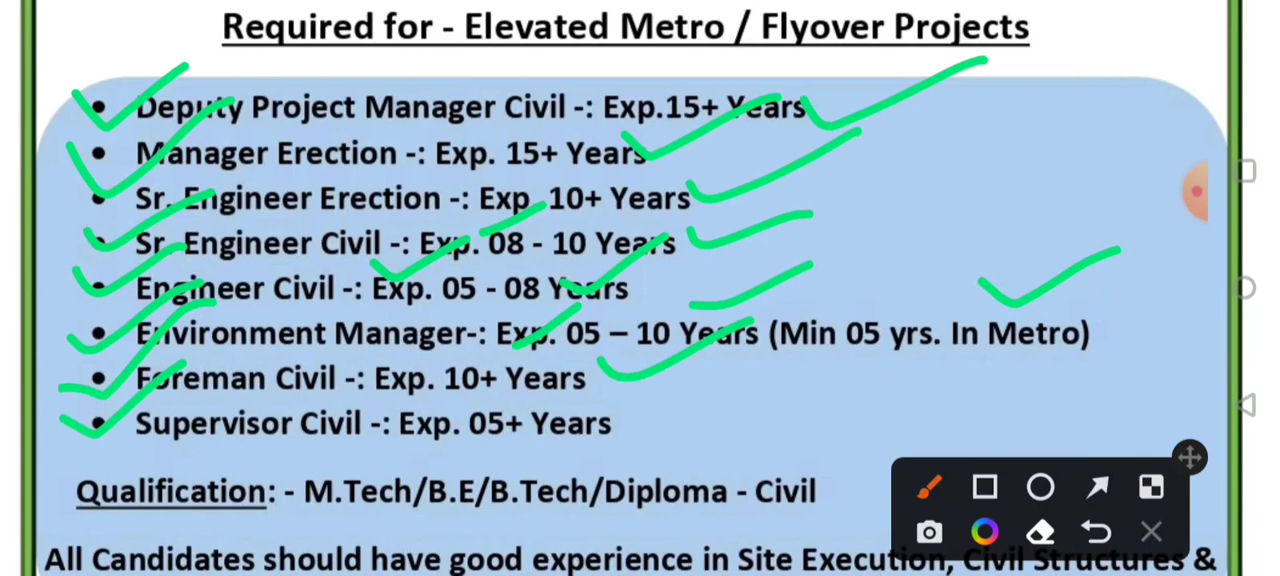 Required for - Elevated Metro / Flyover Projects
• Deputy Project Manager Civil -: Exp.15+ Years
• Manager Erection -: Exp. 15+ Years
• Sr. Engineer Erection -: Exp. 10+ Years
• Sr. Engineer Civil -: Exp. 08 - 10 Years
• Engineer Civil -: Exp. 05 - 08 Years
• Environment Manager-: Exp. 05 – 10 Years (Min 05 yrs. In Metro)
• Foreman Civil -: Exp. 10+ Years
• Supervisor Civil -: Exp. 05+ Years
Qualification: - M.Tech/B.E/B.Tech/Diploma - Civil
All Candidates should have good experience in Site Execution, Civil Structures &